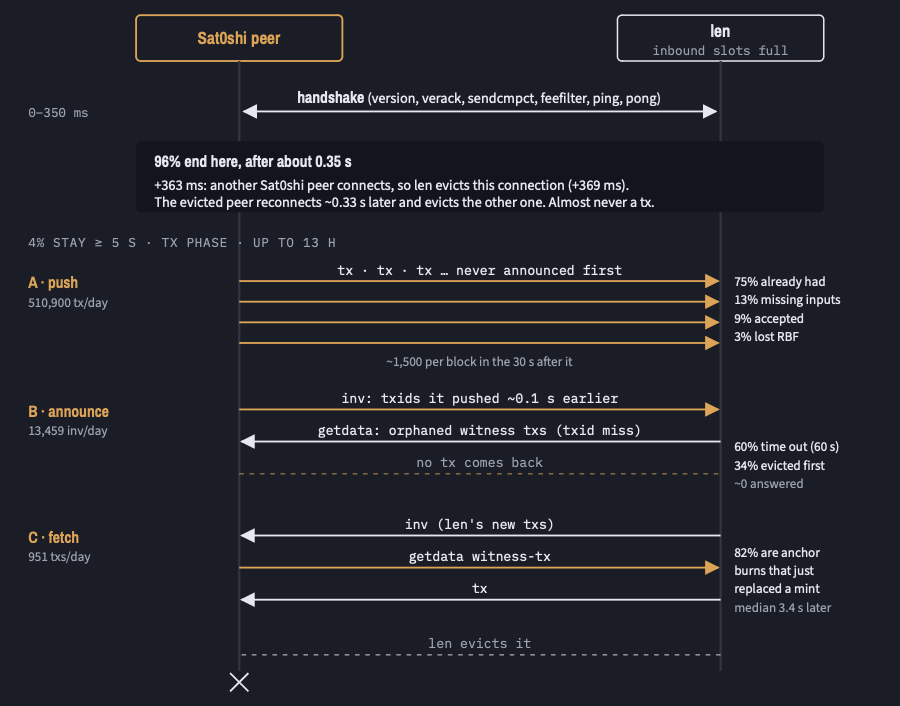 Sat0shi peer
len
inbound slots full
handshake (version, verack, sendcmpct, feefilter, ping, pong)
0–350 ms
96% end here, after about 0.35 s
+363 ms: another Sat0shi peer connects, so len evicts this connection (+369 ms).
The evicted peer reconnects ~0.33 s later and evicts the other one. Almost never a tx.
4% STAY ≥ 5 S · TX PHASE · UP TO 13 H
A · push
510,900 tx/day
tx · tx · tx … never announced first
75% already had
13% missing inputs
9% accepted
3% lost RBF
~1,500 per block in the 30 s after it
B · announce
13,459 inv/day
inv: txids it pushed ~0.1 s earlier
getdata: orphaned witness txs (txid miss)
no tx comes back
60% time out (60 s)
34% evicted first
~0 answered
C · fetch
951 txs/day
inv (len's new txs)
getdata witness-tx
tx
82% are anchor
burns that just
replaced a mint
median 3.4 s later
len evicts it